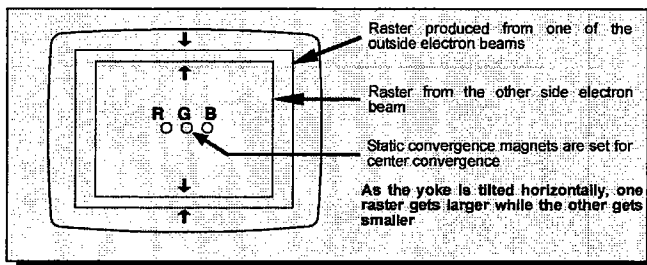 Raster produced from one of the
outside electron beams
Raster from the other side electron
beam
R G B
Static convergence magnets are set for
center convergence
As the yoke is tilted horizontally, one
raster gets larger while the other gets
smaller